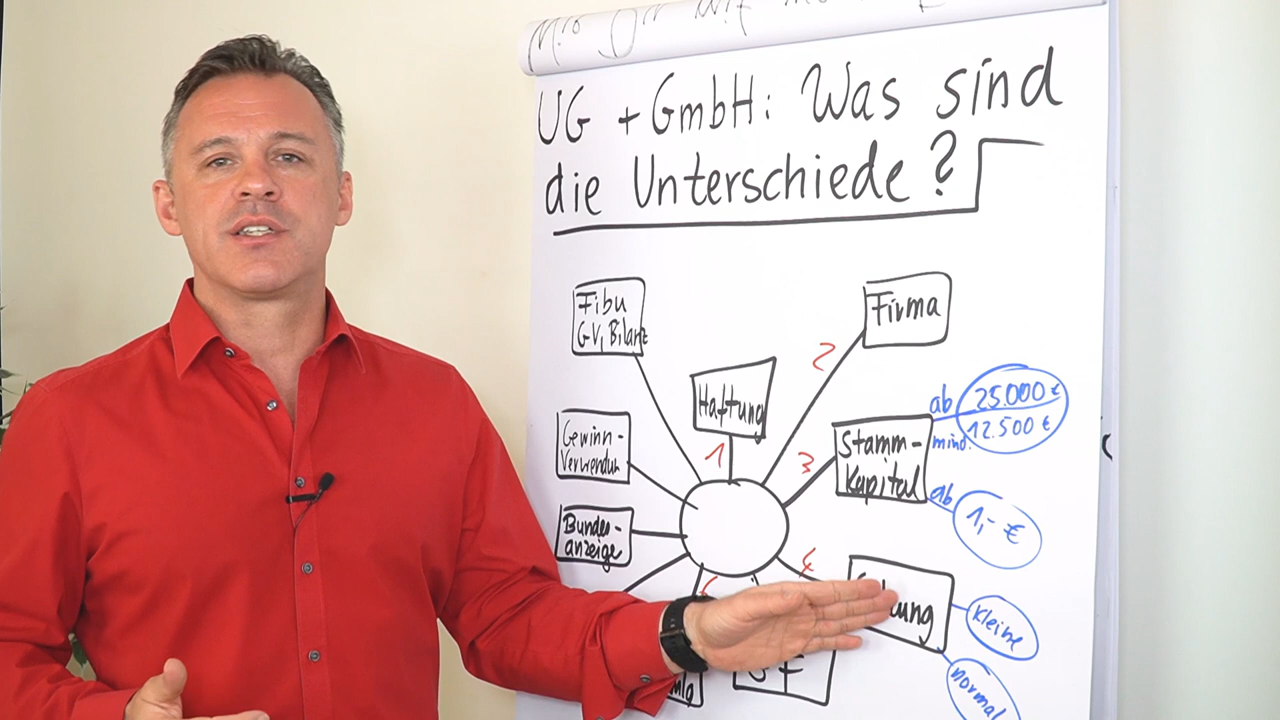 UG + GmbH: Was sind
die Unterschiede?
Fibu
GV, Bilanz
Firma
2
Haftung
1
ab 25.000 €
mind. 12.500 €
Stamm-
Kapital
3
ab
1,- €
Gewinn-
Verwendun
Bundes-
anzeige
4
ung
kleine
normal
GF